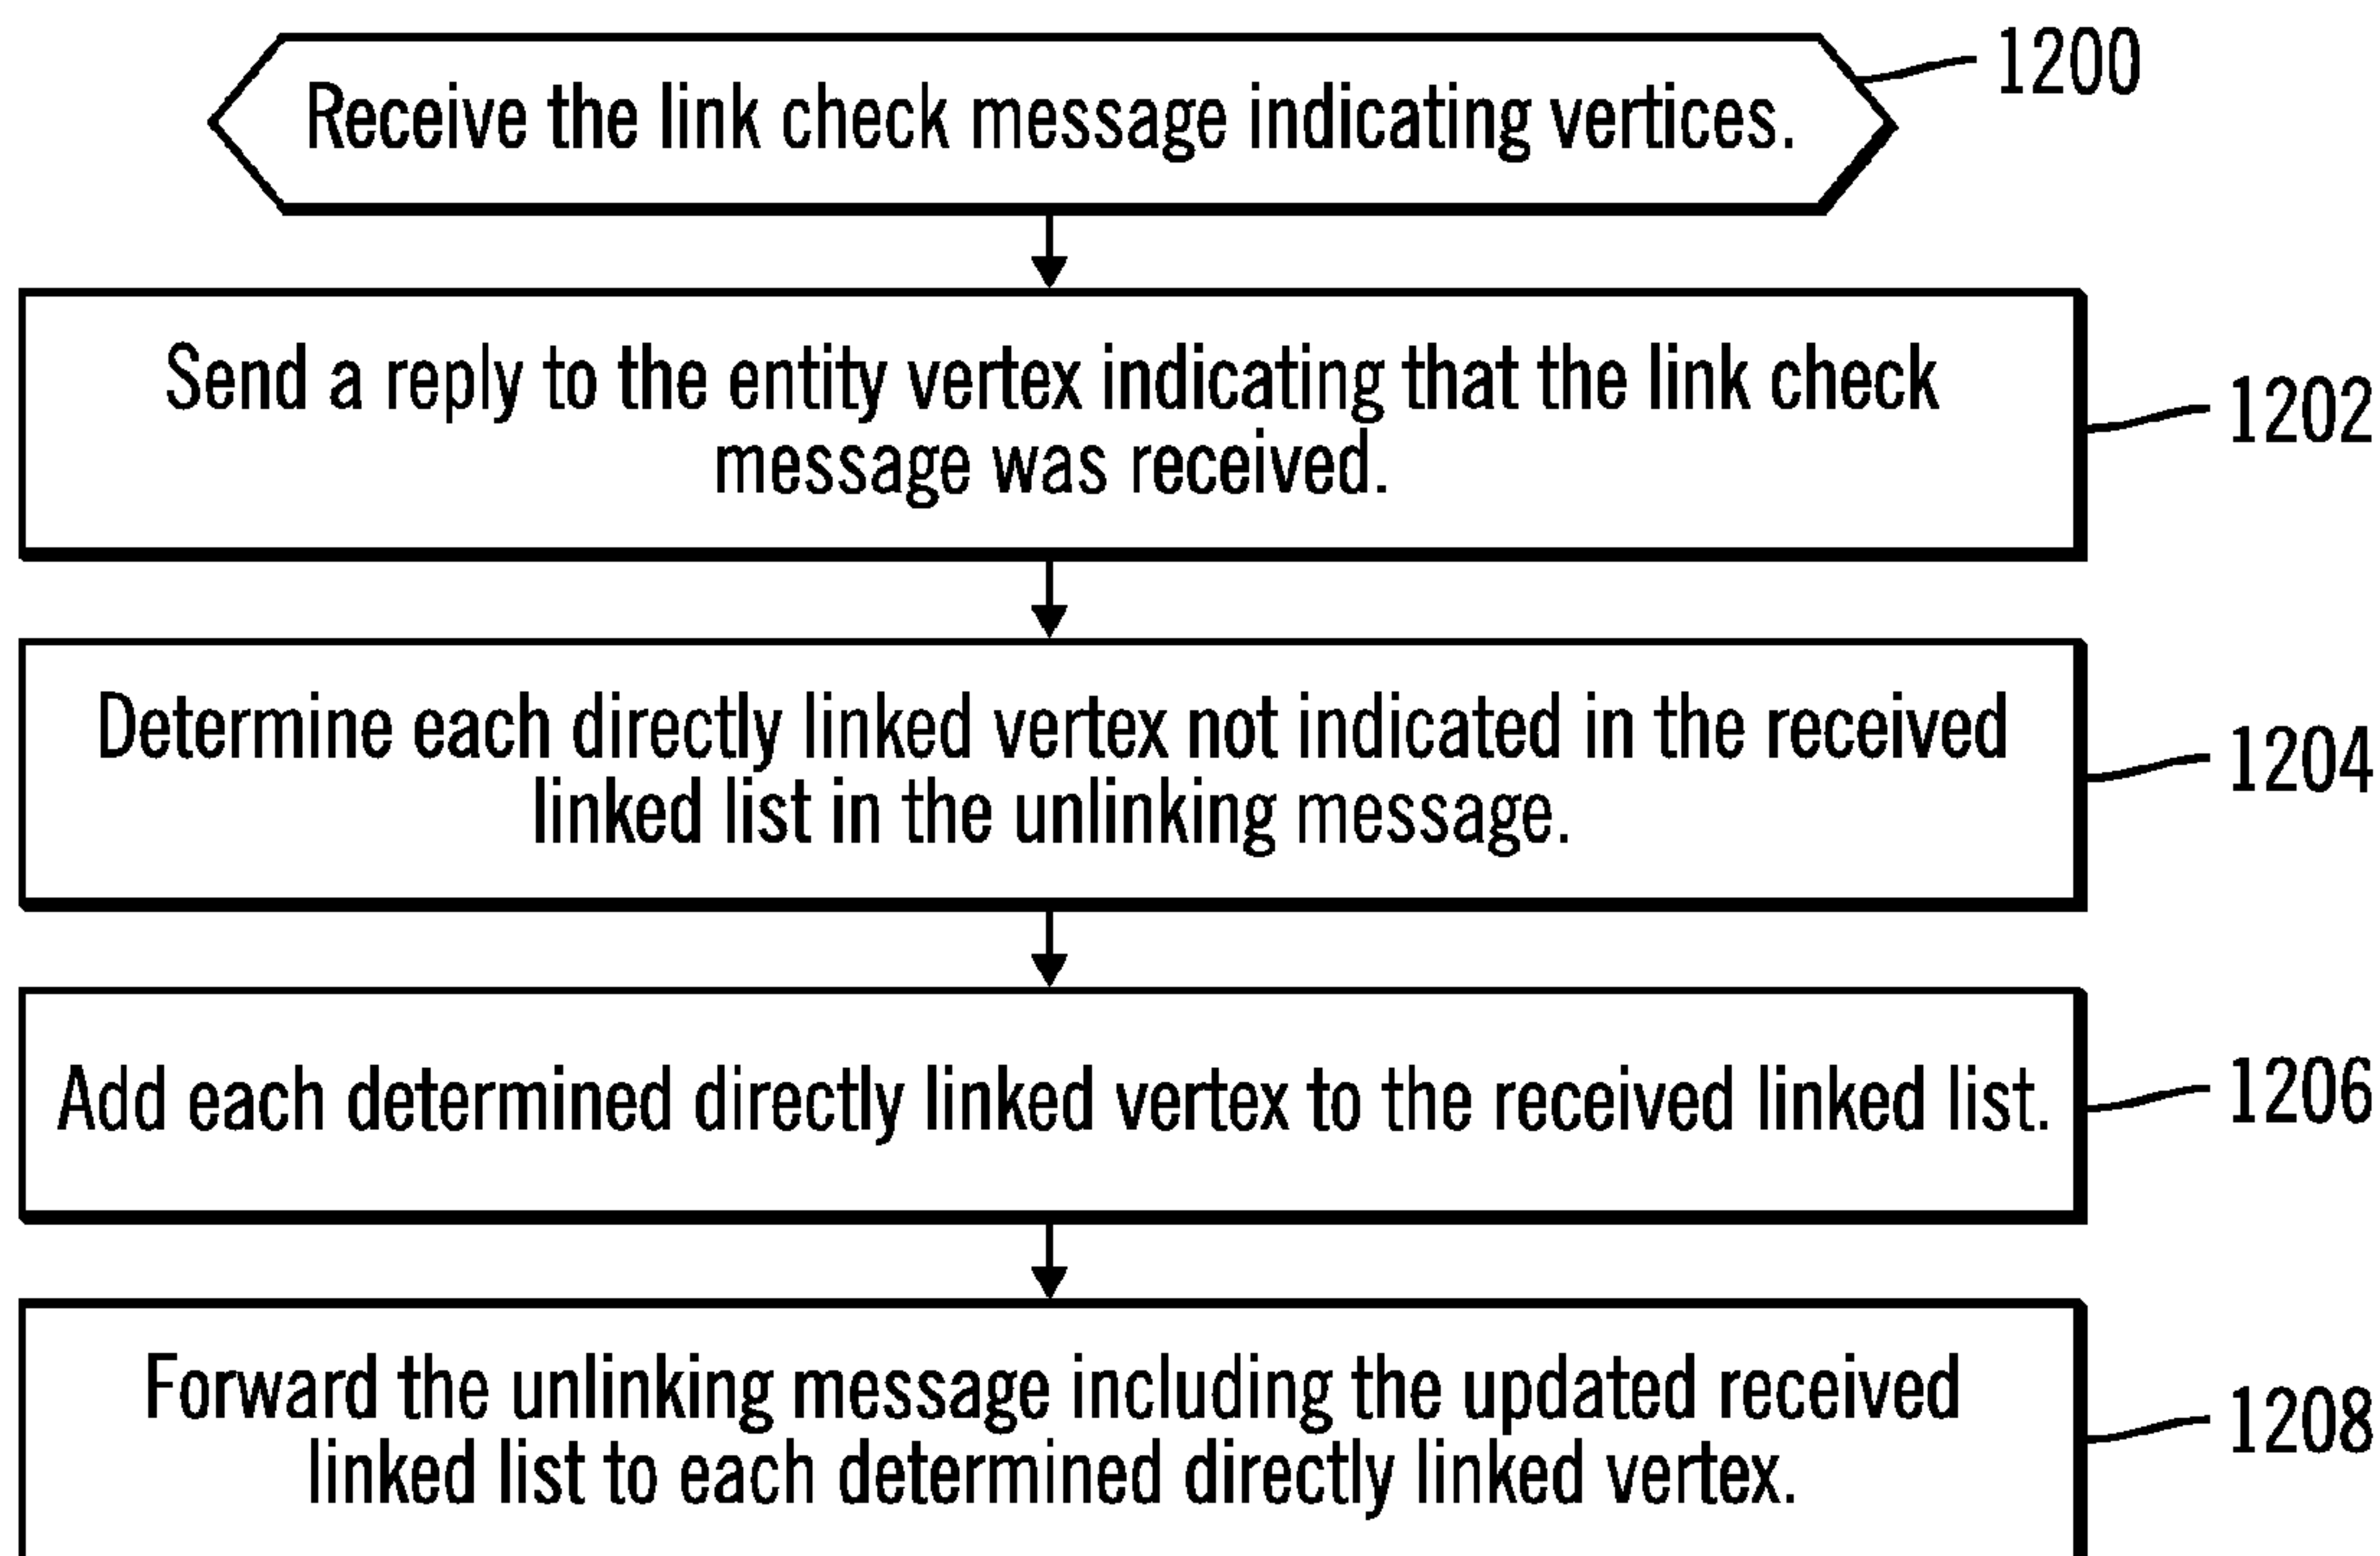 Receive the link check message indicating vertices.
1200
Send a reply to the entity vertex indicating that the link check
message was received.
1202
Determine each directly linked vertex not indicated in the received
linked list in the unlinking message.
1204
Add each determined directly linked vertex to the received linked list.
1206
Forward the unlinking message including the updated received
linked list to each determined directly linked vertex.
1208